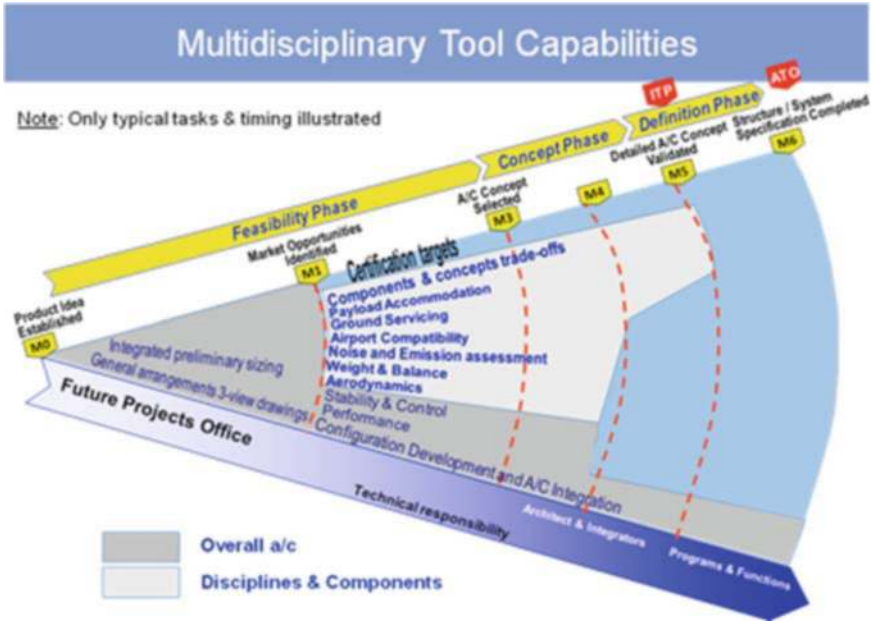 Multidisciplinary Tool Capabilities
Note: Only typical tasks & timing illustrated
ITP
ATO
Feasibility Phase
Concept Phase
Definition Phase
Product Idea
Established
M0
Market Opportunities
Identified
M1
A/C Concept
Selected
M3
M4
Detailed A/C Concept
Validated
M5
Structure / System
Specification Completed
M6
Certification targets
Components & concepts trade-offs
Payload Accommodation
Ground Servicing
Airport Compatibility
Noise and Emission assessment
Weight & Balance
Aerodynamics
Stability & Control
Performance
Configuration Development and A/C Integration
Integrated preliminary sizing
General arrangements 3-view drawings
Future Projects Office
Technical responsibility
Architect & Integrators
Programs & Functions
Overall a/c
Disciplines & Components